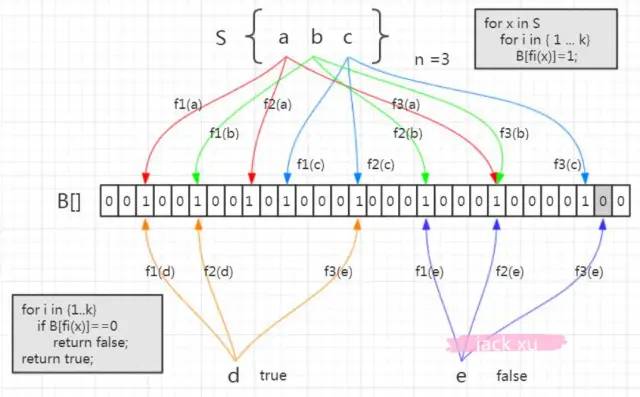 S { a b c }
n =3
for x in S
for i in { 1 ... k}
B[fi(x)]=1;
f1(a) f2(a) f3(a)
f1(b) f2(b) f3(b)
f1(c) f2(c) f3(c)
B[] 0 0 1 0 0 1 0 0 1 0 1 0 0 0 1 0 0 0 1 0 0 0 1 0 0 0 0 1 0 0
f1(d) f2(d) f3(e) f1(e) f2(e) f3(e)
for i in {1..k}
if B[fi(x)]==0
return false;
return true;
jack xu
d true e false